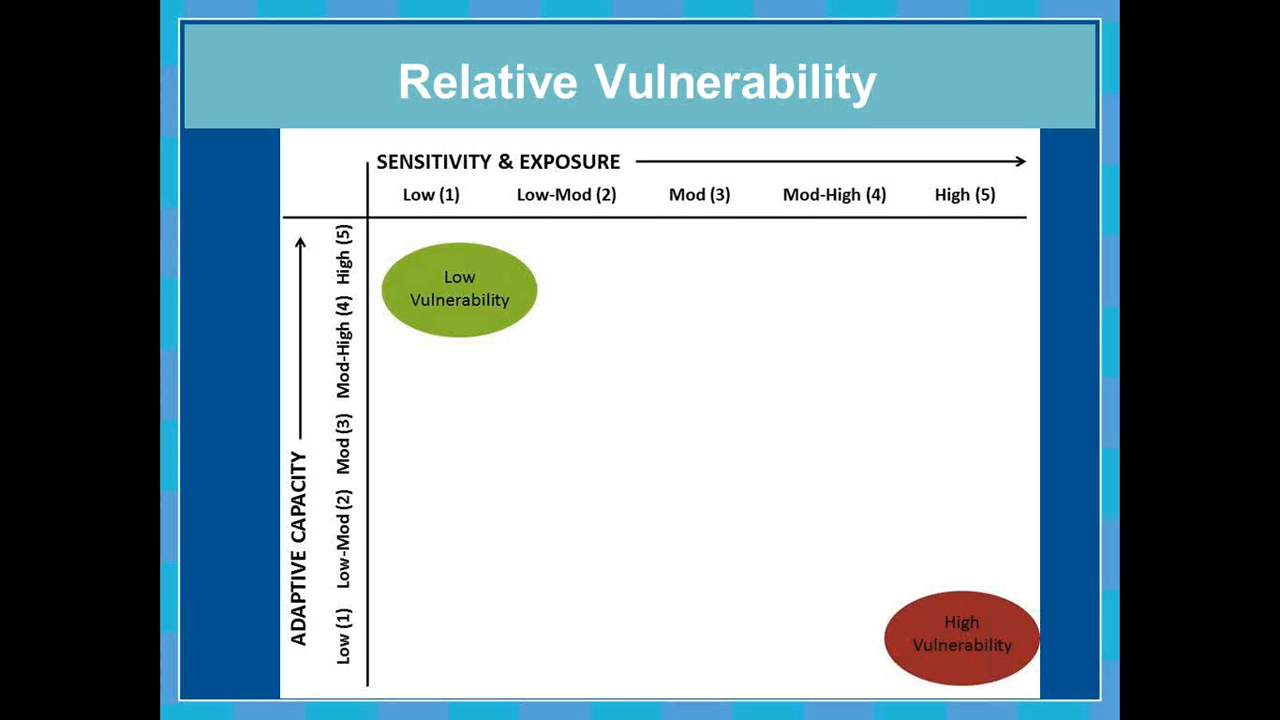 Relative Vulnerability
SENSITIVITY & EXPOSURE
Low (1) Low-Mod (2) Mod (3) Mod-High (4) High (5)
ADAPTIVE CAPACITY
High (5)
Mod-High (4)
Mod (3)
Low-Mod (2)
Low (1)
Low
Vulnerability
High
Vulnerability